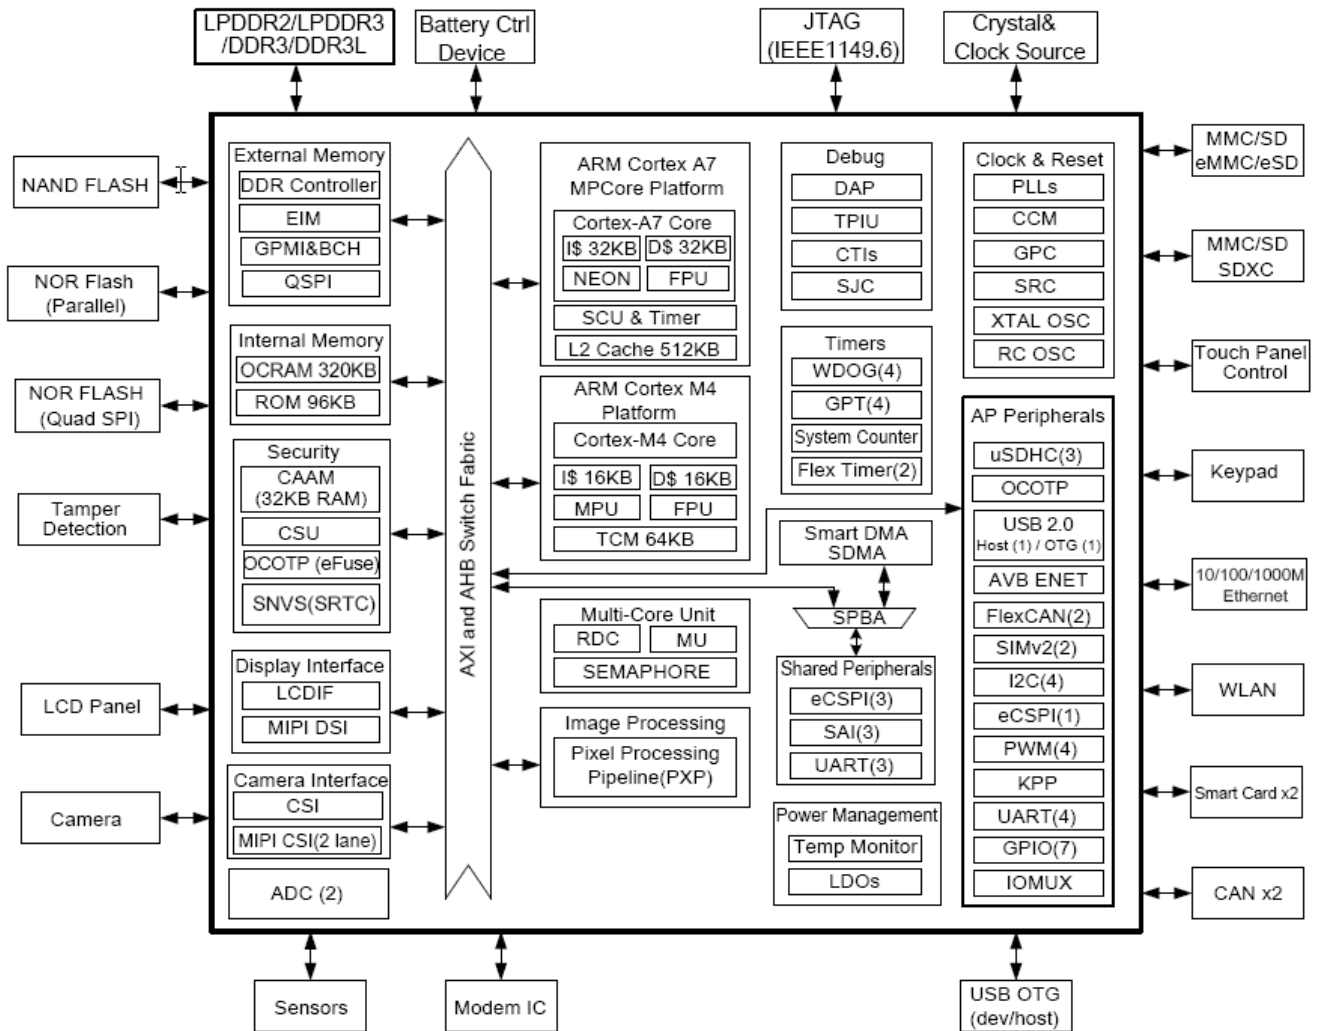 LPDDR2/LPDDR3
/DDR3/DDR3L
Battery Ctrl
Device
JTAG
(IEEE1149.6)
Crystal&
Clock Source
NAND FLASH
NOR Flash
(Parallel)
NOR FLASH
(Quad SPI)
Tamper
Detection
LCD Panel
Camera
External Memory
DDR Controller
EIM
GPMI&BCH
QSPI
Internal Memory
OCRAM 320KB
ROM 96KB
Security
CAAM
(32KB RAM)
CSU
OCOTP (eFuse)
SNVS(SRTC)
Display Interface
LCDIF
MIPI DSI
Camera Interface
CSI
MIPI CSI(2 lane)
ADC (2)
AXI and AHB Switch Fabric
ARM Cortex A7
MPCore Platform
Cortex-A7 Core
I$ 32KB
D$ 32KB
NEON
FPU
SCU & Timer
L2 Cache 512KB
ARM Cortex M4
Platform
Cortex-M4 Core
I$ 16KB
D$ 16KB
MPU
FPU
TCM 64KB
Multi-Core Unit
RDC
MU
SEMAPHORE
Image Processing
Pixel Processing
Pipeline(PXP)
Debug
DAP
TPIU
CTIs
SJC
Timers
WDOG(4)
GPT(4)
System Counter
Flex Timer(2)
Smart DMA
SDMA
SPBA
Shared Peripherals
eCSPI(3)
SAI(3)
UART(3)
Power Management
Temp Monitor
LDOs
Clock & Reset
PLLs
CCM
GPC
SRC
XTAL OSC
RC OSC
AP Peripherals
uSDHC(3)
OCOTP
USB 2.0
Host (1) / OTG (1)
AVB ENET
FlexCAN(2)
SIMv2(2)
I2C(4)
eCSPI(1)
PWM(4)
KPP
UART(4)
GPIO(7)
IOMUX
MMC/SD
eMMC/eSD
MMC/SD
SDXC
Touch Panel
Control
Keypad
10/100/1000M
Ethernet
WLAN
Smart Card x2
CAN x2
Sensors
Modem IC
USB OTG
(dev/host)